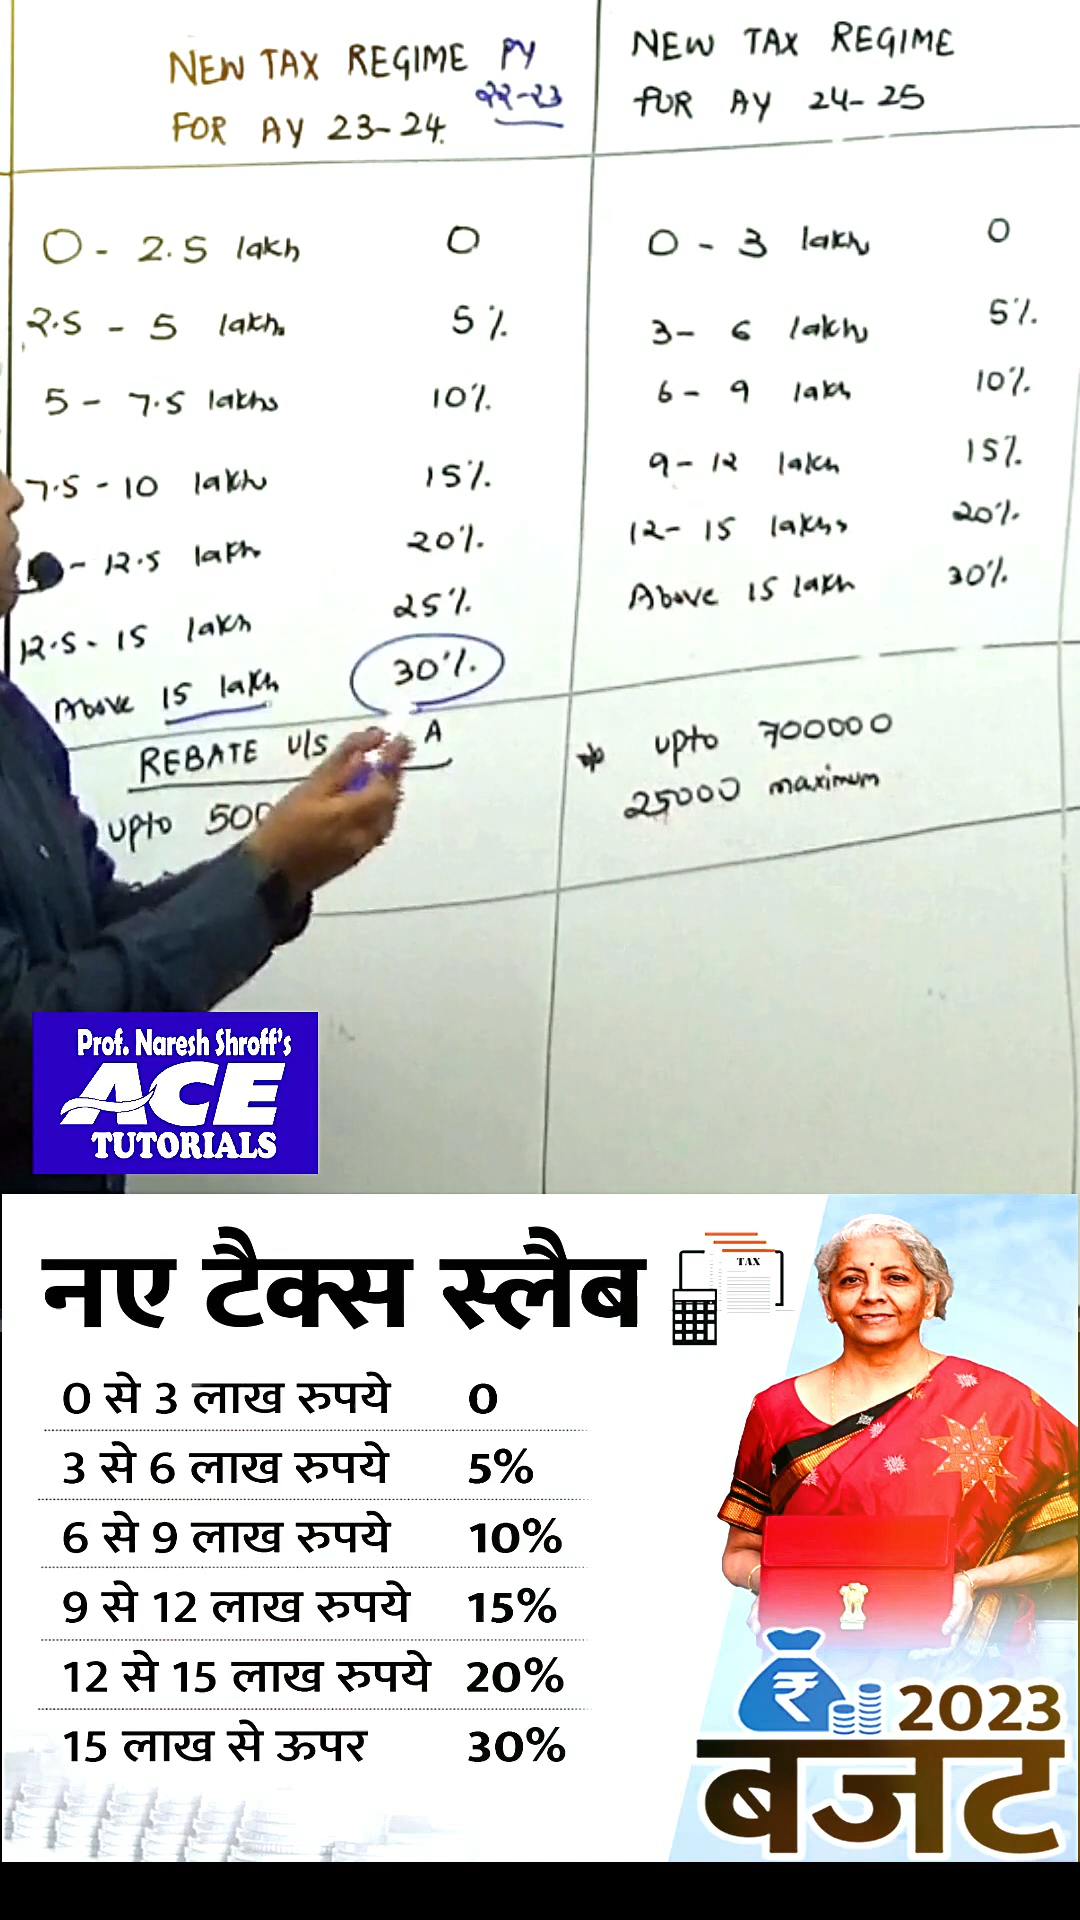 NEW TAX REGIME PY
22-23
FOR AY 23-24.
0 - 2.5 lakh 0
2.5 - 5 lakh 5%
5 - 7.5 lakhs 10%
7.5 - 10 lakh 15%
- 12.5 lakh 20%
12.5 - 15 lakh 25%
Above 15 lakh 30%
REBATE U/S A
upto 500
NEW TAX REGIME
FOR AY 24-25
0 - 3 lakh 0
3 - 6 lakh 5%
6 - 9 lakh 10%
9 - 12 lakh 15%
12 - 15 lakhs 20%
Above 15 lakh 30%
upto 700000
25000 maximum
Prof. Naresh Shroff's
ACE
TUTORIALS
नए टैक्स स्लैब
TAX
0 से 3 लाख रुपये 0
3 से 6 लाख रुपये 5%
6 से 9 लाख रुपये 10%
9 से 12 लाख रुपये 15%
12 से 15 लाख रुपये 20%
15 लाख से ऊपर 30%
₹ 2023
बजट